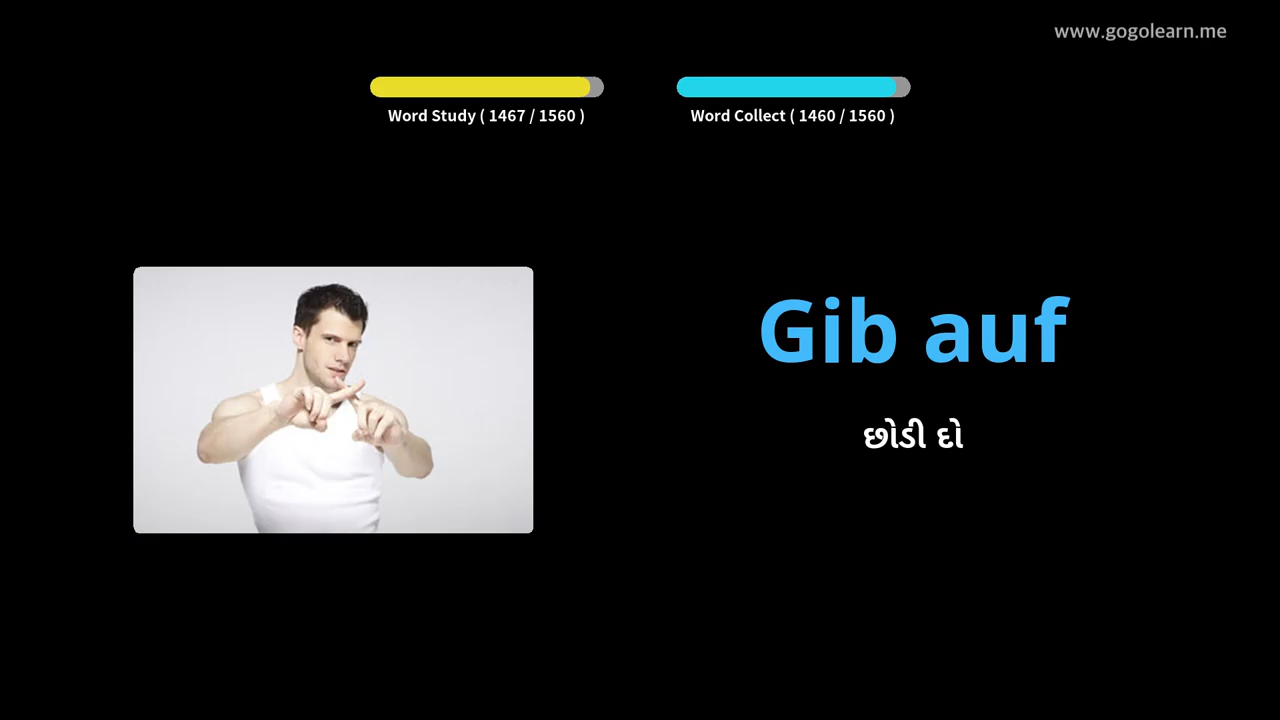 www.gogolearn.me
Word Study ( 1467 / 1560 )
Word Collect ( 1460 / 1560 )
Gib auf
છોડી દો